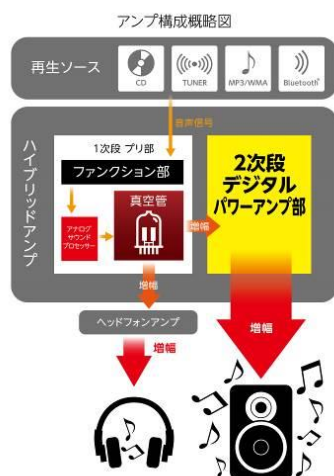 アンプ構成概略図
再生ソース
CD
TUNER
MP3/WMA
Bluetooth
音声信号
ハイブリッドアンプ
1次段 プリ部
ファンクション部
真空管
アナログ
サウンド
プロセッサー
増幅
2次段
デジタル
パワーアンプ部
増幅
ヘッドフォンアンプ
増幅
増幅